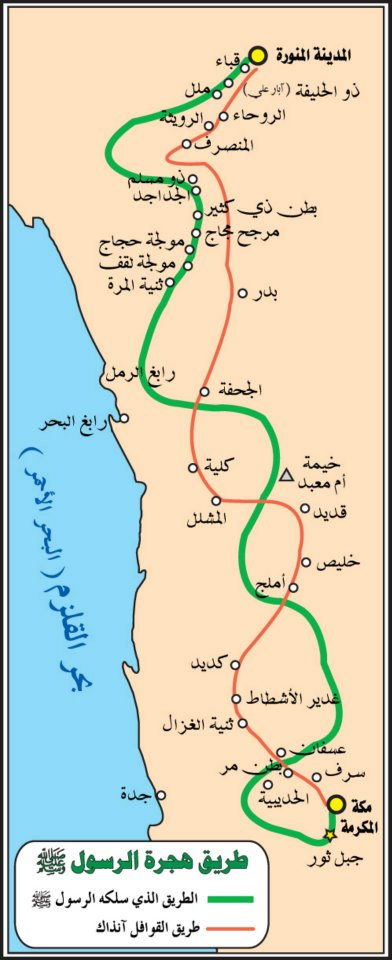 المدينة المنورة
قباء
ذو الحليفة (آبار علي)
ملل
الروحاء
الرويثة
المنصرف
ذو مسلم
الجداجد
بطن ذي كثير
مرجح مجاج
موجة حجاج
موجة لقف
ثنية المرة
بدر
رابغ الرمل
الجحفة
رابغ البحر
كلية
خيمة
أم معبد
المشلل
قديد
خليص
أملج
بحر القلزم (البحر الأحمر)
كديد
غدير الأشطاط
ثنية الغزال
عسفان
بطن مر
سرف
الحديبية
جدة
مكة
المكرمة
جبل ثور
طريق هجرة الرسول ﷺ
الطريق الذي سلكه الرسول ﷺ
طريق القوافل آنذاك